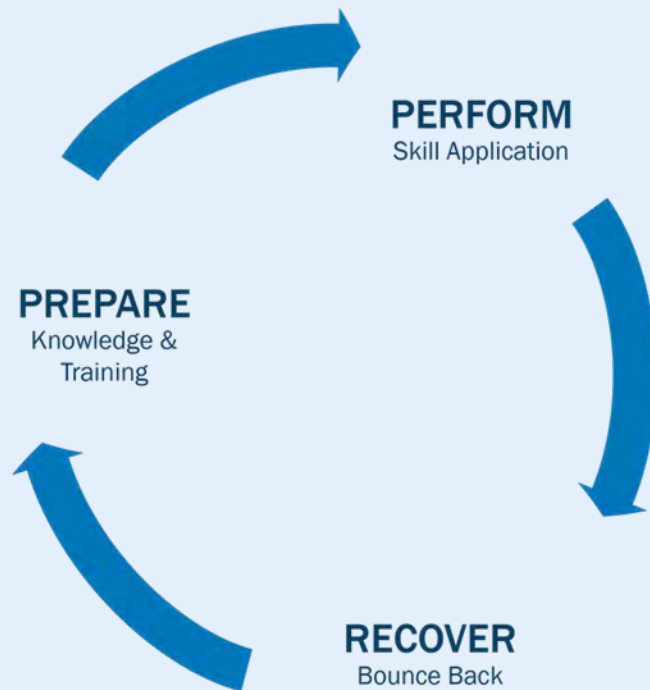 PERFORM
Skill Application
PREPARE
Knowledge &
Training
RECOVER
Bounce Back